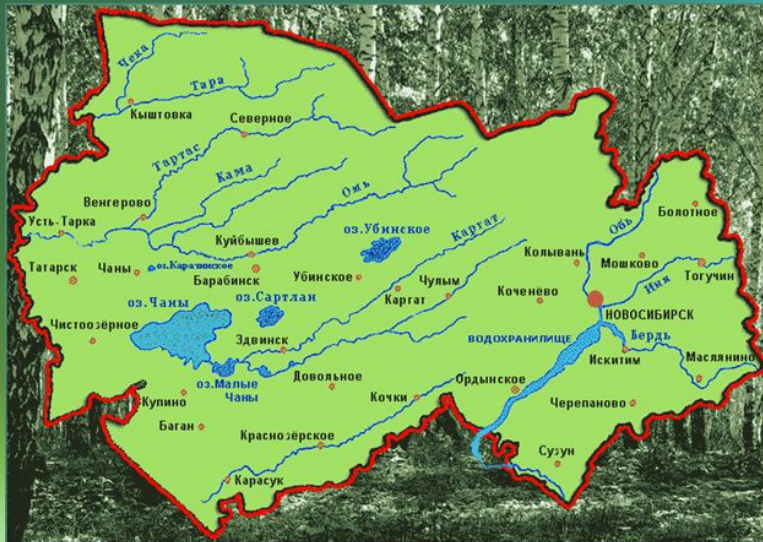 Чека
Тара
Кыштовка
Северное
Тартас
Кама
Омь
Венгерово
Усть-Тарка
Куйбышев
оз.Убинское
Каргат
Обь
Болотное
Татарск
Чаны
оз.Карачинское
Барабинск
Убинское
Колывань
Мошково
Тогучин
оз.Чаны
оз.Сартлан
Каргат
Чулым
Коченёво
Иня
НОВОСИБИРСК
Чистоозёрное
Здвинск
ВОДОХРАНИЛИЩЕ
Бердь
Искитим
Маслянино
оз.Малые
Чаны
Довольное
Ордынское
Купино
Кочки
Черепаново
Баган
Краснозёрское
Сузун
Карасук